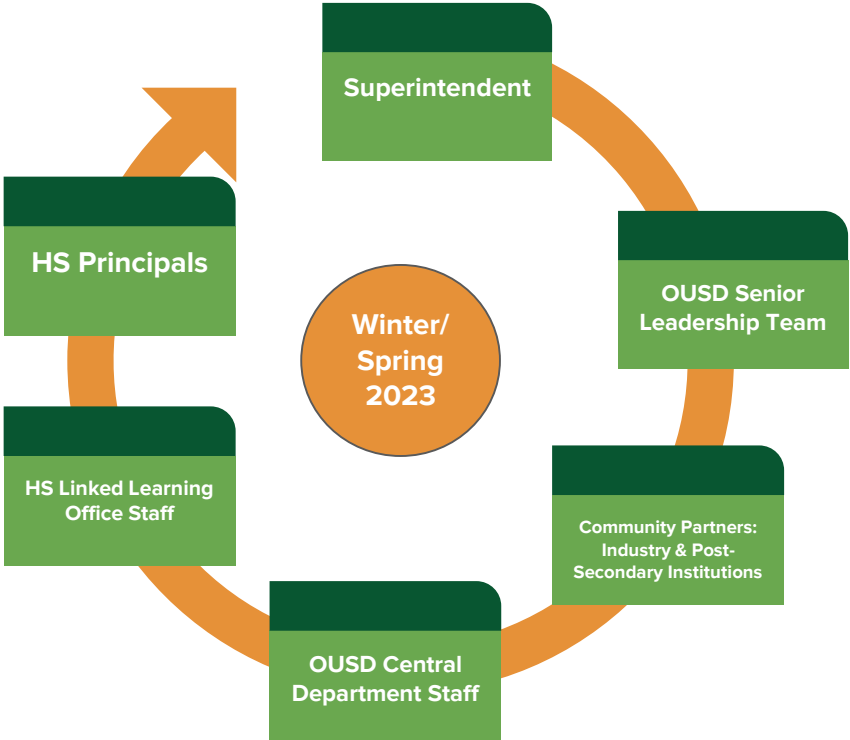 Superintendent
OUSD Senior
Leadership Team
Community Partners:
Industry & Post-
Secondary Institutions
OUSD Central
Department Staff
HS Linked Learning
Office Staff
HS Principals
Winter/
Spring
2023